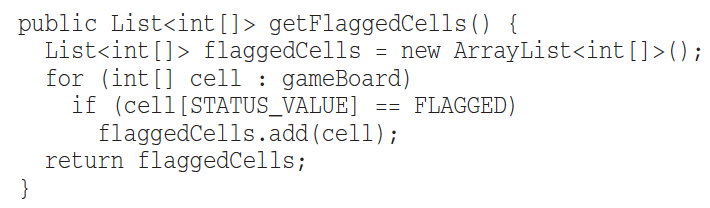 public List<int[]> getFlaggedCells() {
  List<int[]> flaggedCells = new ArrayList<int[]>();
  for (int[] cell : gameBoard)
    if (cell[STATUS_VALUE] == FLAGGED)
      flaggedCells.add(cell);
  return flaggedCells;
}